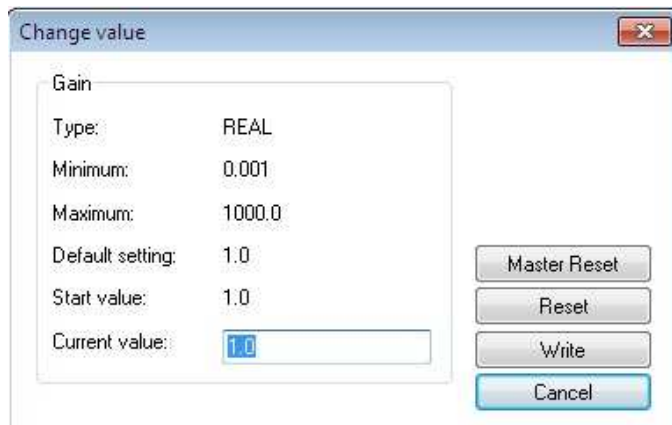 Change value
Gain
Type: REAL
Minimum: 0.001
Maximum: 1000.0
Default setting: 1.0
Start value: 1.0
Current value: 1.0
Master Reset
Reset
Write
Cancel